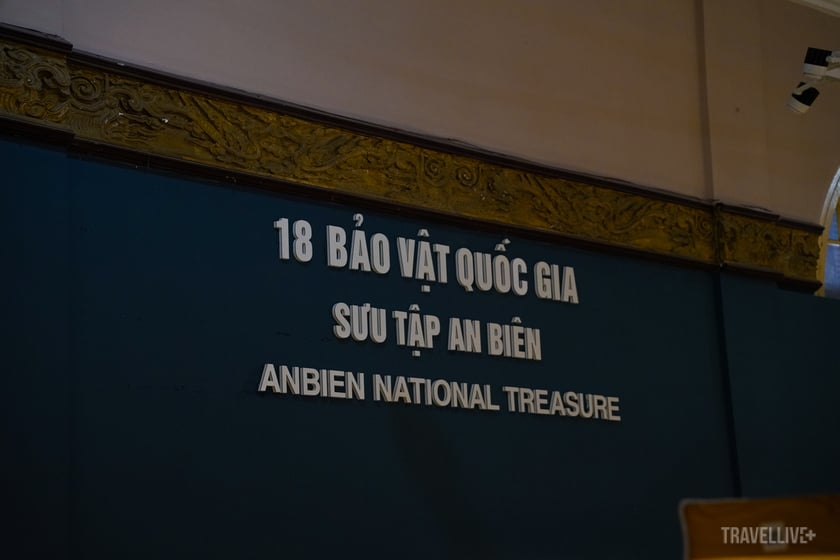 18 BẢO VẬT QUỐC GIA
SƯU TẬP AN BIÊN
ANBIEN NATIONAL TREASURE
TRAVELLIVE+